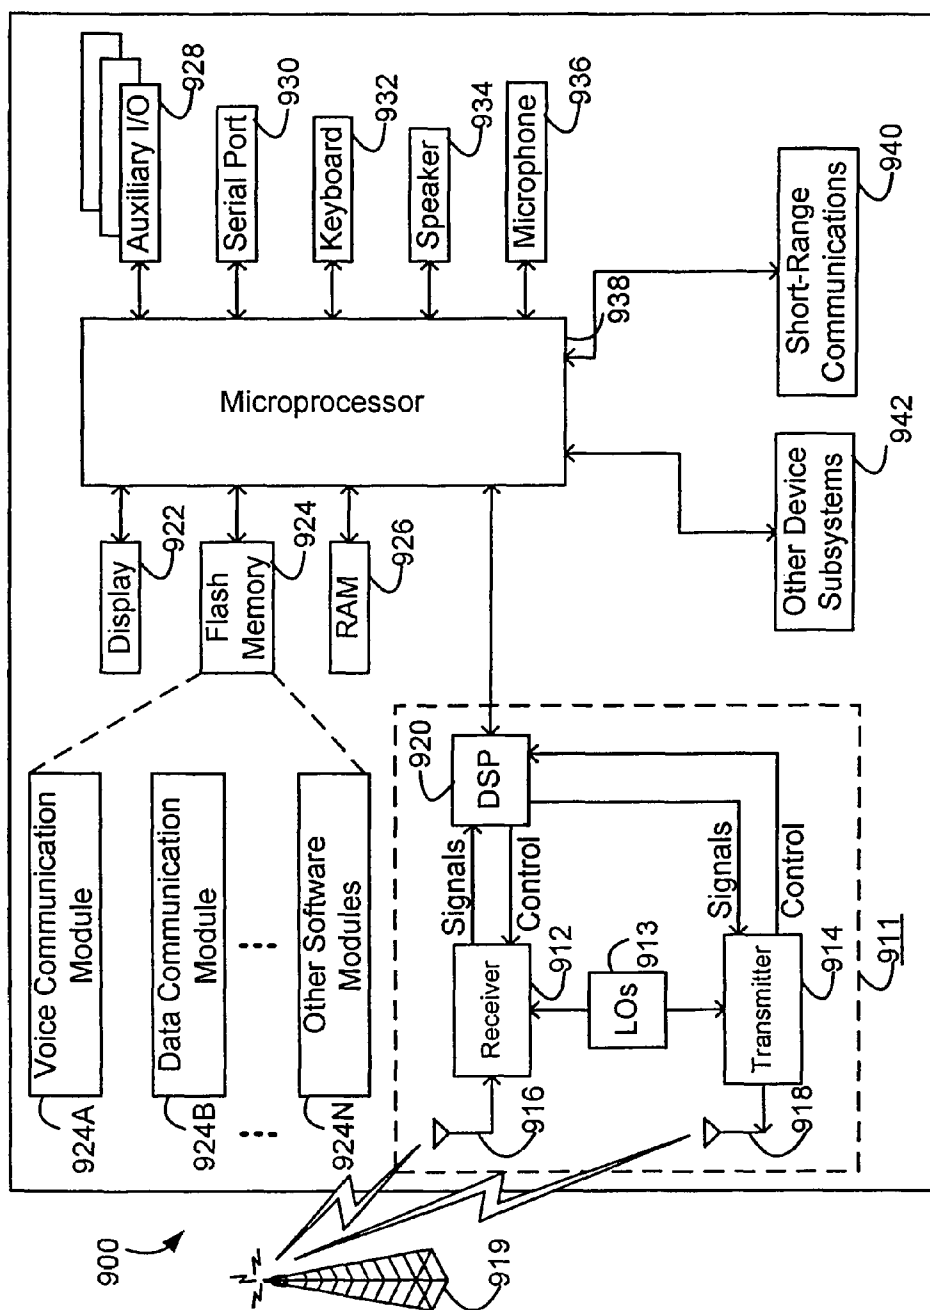 900
919
924A
Voice Communication
Module
924B
Data Communication
Module
924N
Other Software
Modules
Display
922
Flash
Memory
924
RAM
926
Microprocessor
938
Auxiliary I/O
928
Serial Port
930
Keyboard
932
Speaker
934
Microphone
936
920
DSP
Signals
Control
Receiver
912
916
LOs
913
Signals
Control
Transmitter
914
918
911
Other Device
Subsystems
942
Short-Range
Communications
940